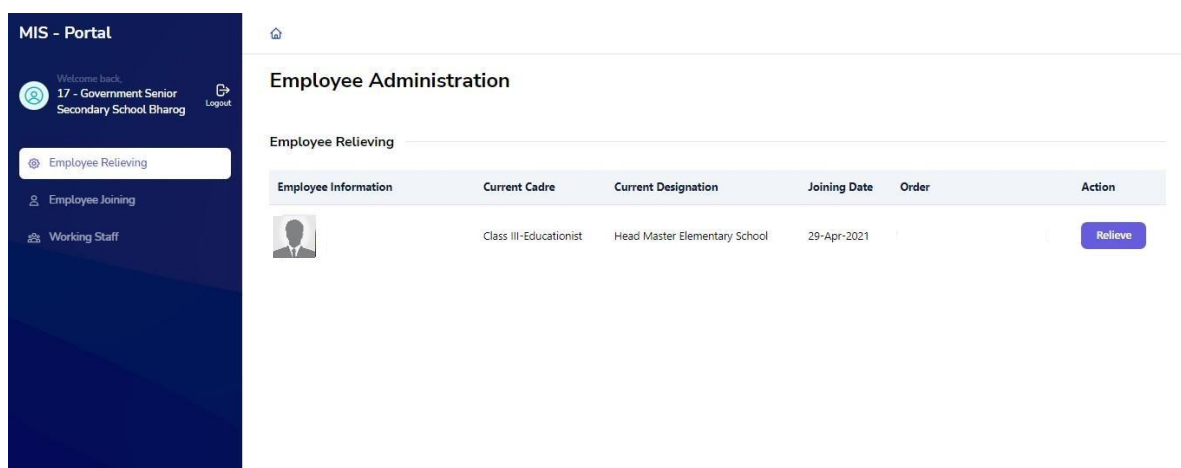 MIS - Portal
Welcome back,
17 - Government Senior
Secondary School Bharog
Logout
Employee Relieving
Employee Joining
Working Staff
Employee Administration
Employee Relieving
Employee Information Current Cadre Current Designation Joining Date Order Action
Class III-Educationist Head Master Elementary School 29-Apr-2021 Relieve